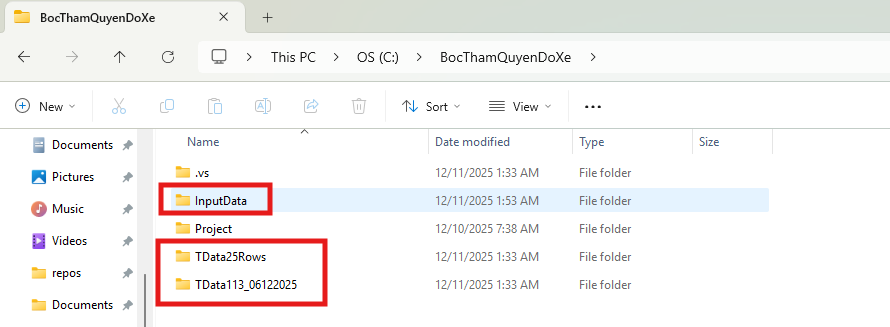 BocThamQuyenDoXe
This PC > OS (C:) > BocThamQuyenDoXe >
New Sort View ...
Name Date modified Type Size
Documents
Pictures
Music
Videos
repos
Documents
.vs 12/11/2025 1:33 AM File folder
InputData 12/11/2025 1:53 AM File folder
Project 12/10/2025 7:38 AM File folder
TData25Rows 12/11/2025 1:33 AM File folder
TData113_06122025 12/11/2025 1:33 AM File folder